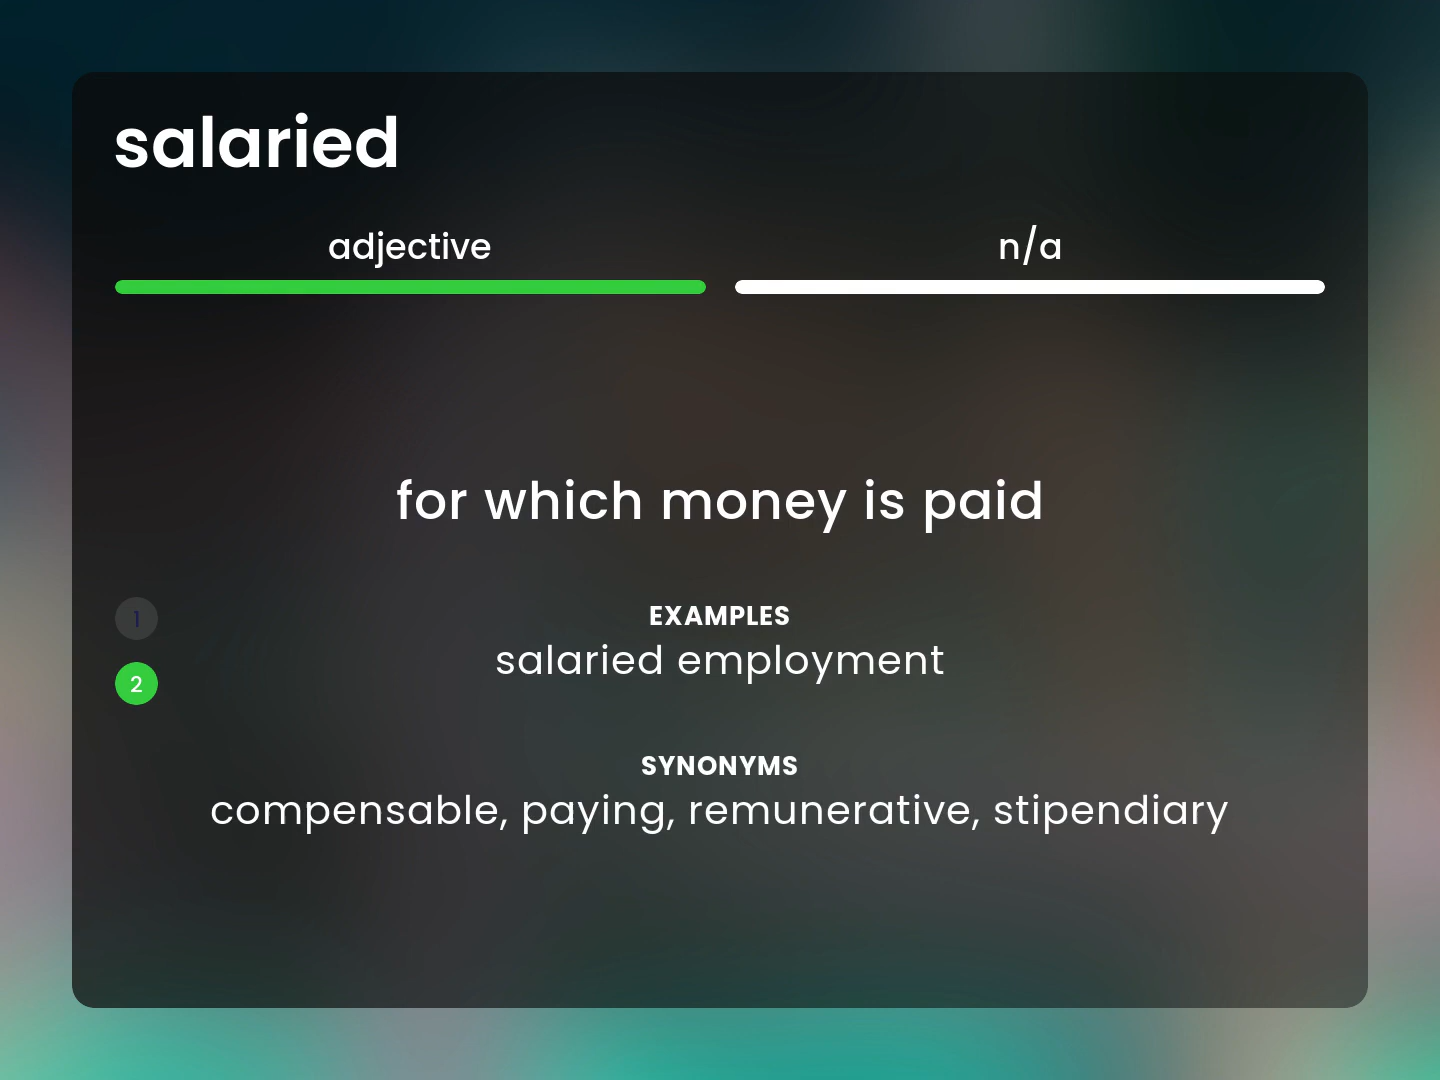 salaried
adjective
n/a
for which money is paid
1
EXAMPLES
salaried employment
2
SYNONYMS
compensable, paying, remunerative, stipendiary